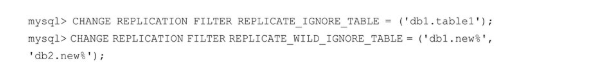 mysql> CHANGE REPLICATION FILTER REPLICATE_IGNORE_TABLE = ('db1.table1');
mysql> CHANGE REPLICATION FILTER REPLICATE_WILD_IGNORE_TABLE = ('db1.new%',
'db2.new%');